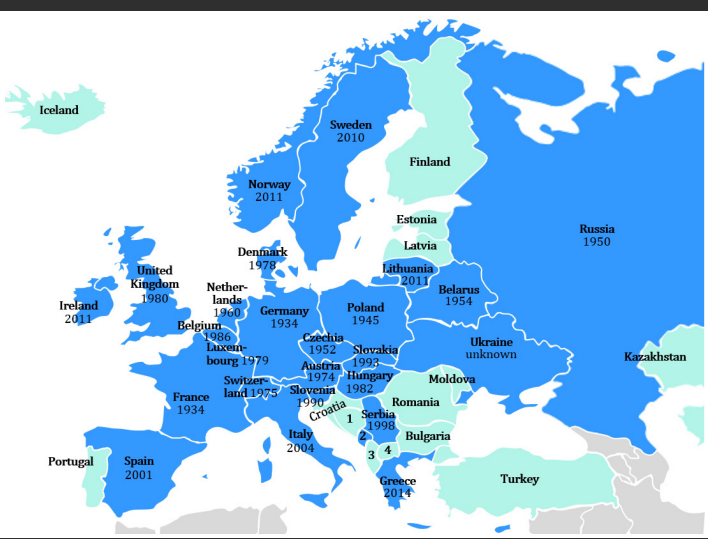 Iceland
Sweden
2010
Finland
Norway
2011
Estonia
Russia
1950
Latvia
Denmark
1978
Lithuania
2011
United
Kingdom
1980
Nether-
lands
1960
Belarus
1954
Ireland
2011
Germany
1934
Poland
1945
Belgium
1986
Czechia
1952
Ukraine
unknown
Luxem-
bourg 1979
Slovakia
1993
Kazakhstan
Austria
1974
Hungary
1982
Moldova
Switzer-
land 1975
Slovenia
1990
France
1934
Romania
Croatia
1
Serbia
1998
Italy
2004
2
Bulgaria
3
4
Portugal
Spain
2001
Greece
2014
Turkey